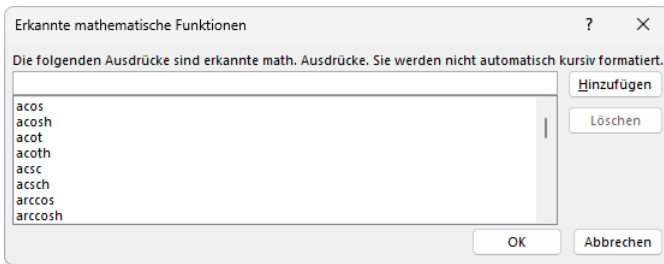 Erkannte mathematische Funktionen
?
Die folgenden Ausdrücke sind erkannte math. Ausdrücke. Sie werden nicht automatisch kursiv formatiert.
Hinzufügen
acos
acosh
Löschen
acot
acoth
acsc
acsch
arccos
arccosh
OK
Abbrechen